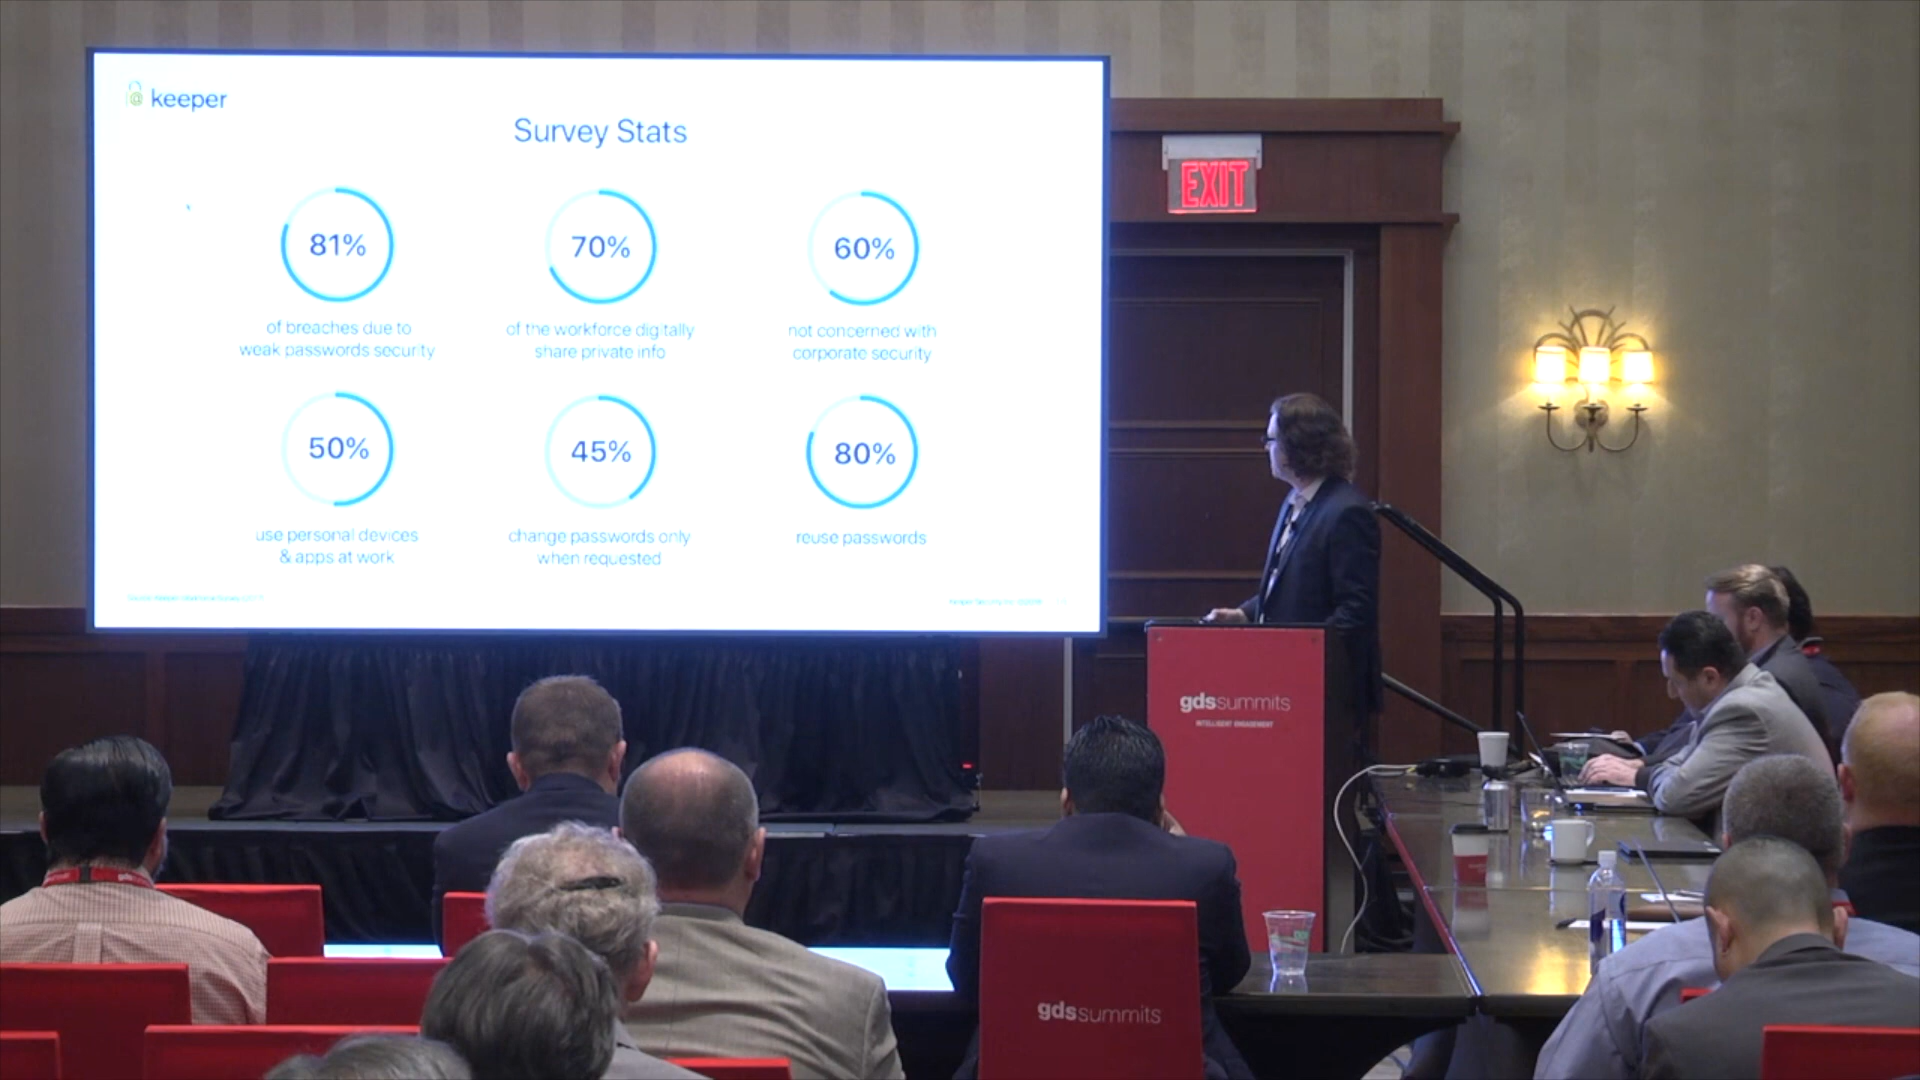 keeper
Survey Stats
81%
70%
60%
of breaches due to
weak passwords security
of the workforce digitally
share private info
not concerned with
corporate security
50%
45%
80%
use personal devices
& apps at work
change passwords only
when requested
reuse passwords
EXIT
gdssummits
INTELLIGENT ENGAGEMENT
gdssummits